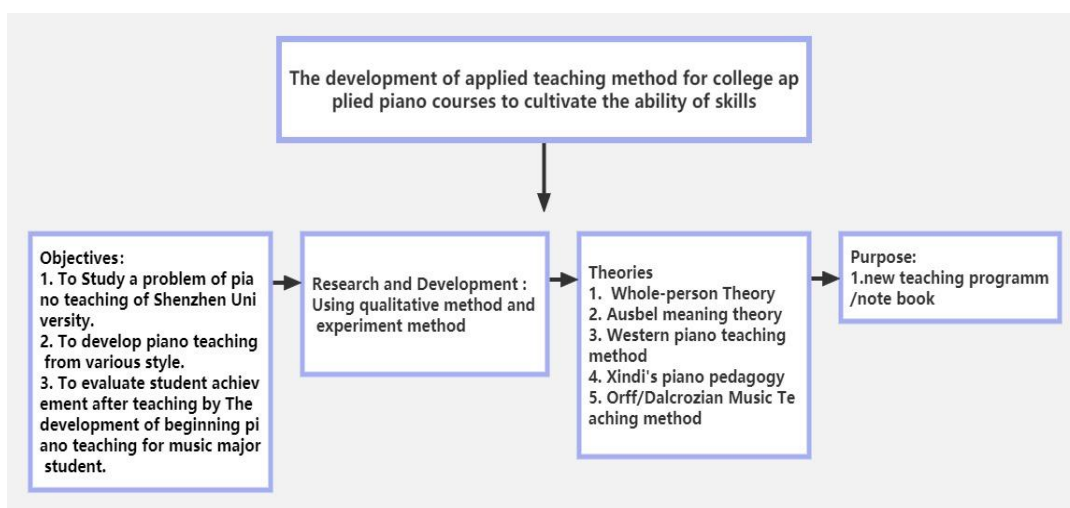 The development of applied teaching method for college ap
plied piano courses to cultivate the ability of skills
Objectives:
1. To Study a problem of pia
no teaching of Shenzhen Uni
versity.
2. To develop piano teaching
from various style.
3. To evaluate student achiev
ement after teaching by The
development of beginning pi
ano teaching for music major
student.
Research and Development :
Using qualitative method and
experiment method
Theories
1. Whole-person Theory
2. Ausbel meaning theory
3. Western piano teaching
method
4. Xindi's piano pedagogy
5. Orff/Dalcrozian Music Te
aching method
Purpose:
1.new teaching programm
/note book